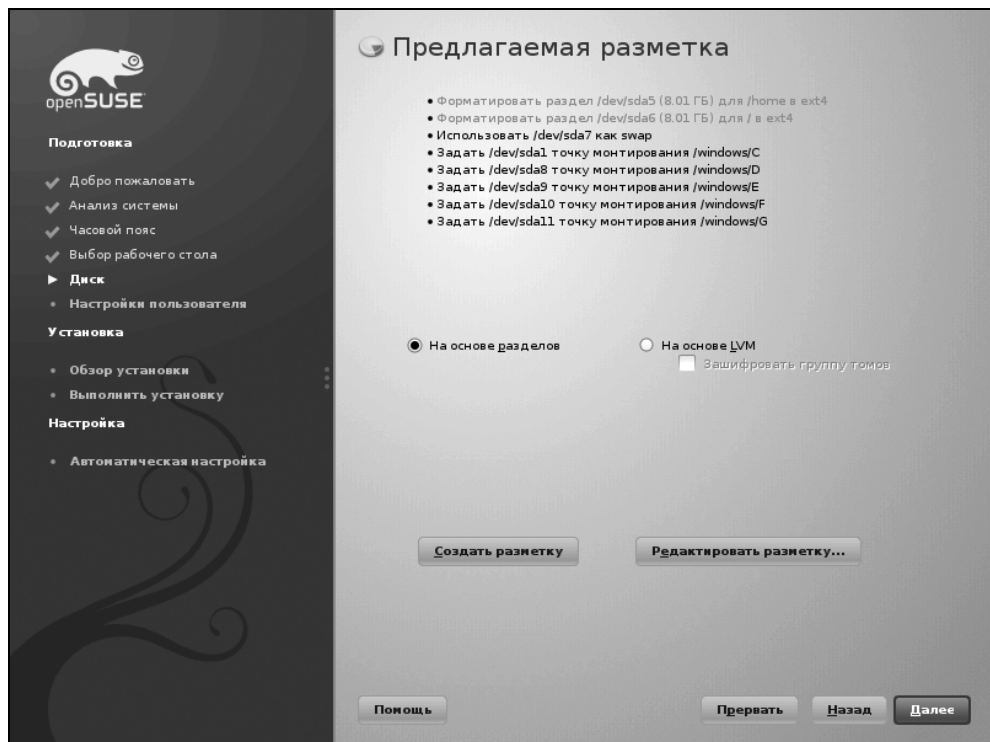 openSUSE
Подготовка
Добро пожаловать
Анализ системы
Часовой пояс
Выбор рабочего стола
Диск
Настройки пользователя
Установка
Обзор установки
Выполнить установку
Настройка
Автоматическая настройка
Предлагаемая разметка
Форматировать раздел /dev/sda5 (8.01 ГБ) для /home в ext4
Форматировать раздел /dev/sda6 (8.01 ГБ) для / в ext4
Использовать /dev/sda7 как swap
Задать /dev/sda1 точку монтирования /windows/C
Задать /dev/sda8 точку монтирования /windows/D
Задать /dev/sda9 точку монтирования /windows/E
Задать /dev/sda10 точку монтирования /windows/F
Задать /dev/sda11 точку монтирования /windows/G
На основе разделов
На основе LVM
Зашифровать группу томов
Создать разметку
Редактировать разметку...
Помощь
Прервать
Назад
Далее